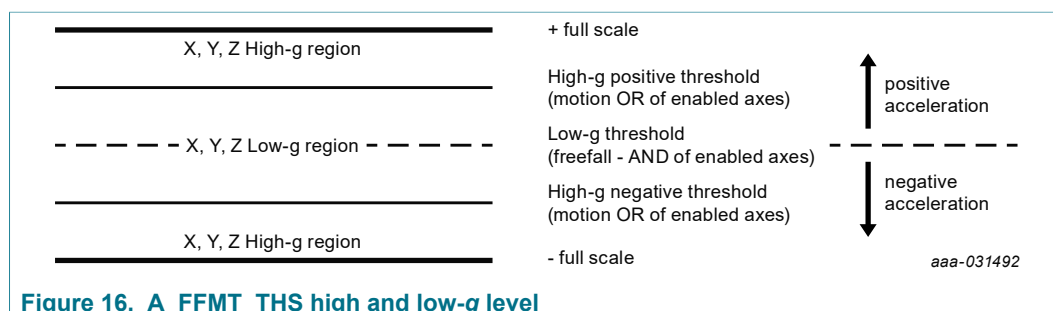 + full scale
X, Y, Z High-g region
High-g positive threshold
(motion OR of enabled axes)
positive
acceleration
X, Y, Z Low-g region
Low-g threshold
(freefall - AND of enabled axes)
High-g negative threshold
(motion OR of enabled axes)
negative
acceleration
X, Y, Z High-g region
- full scale
aaa-031492
Figure 16. A_FFMT_THS high and low-g level